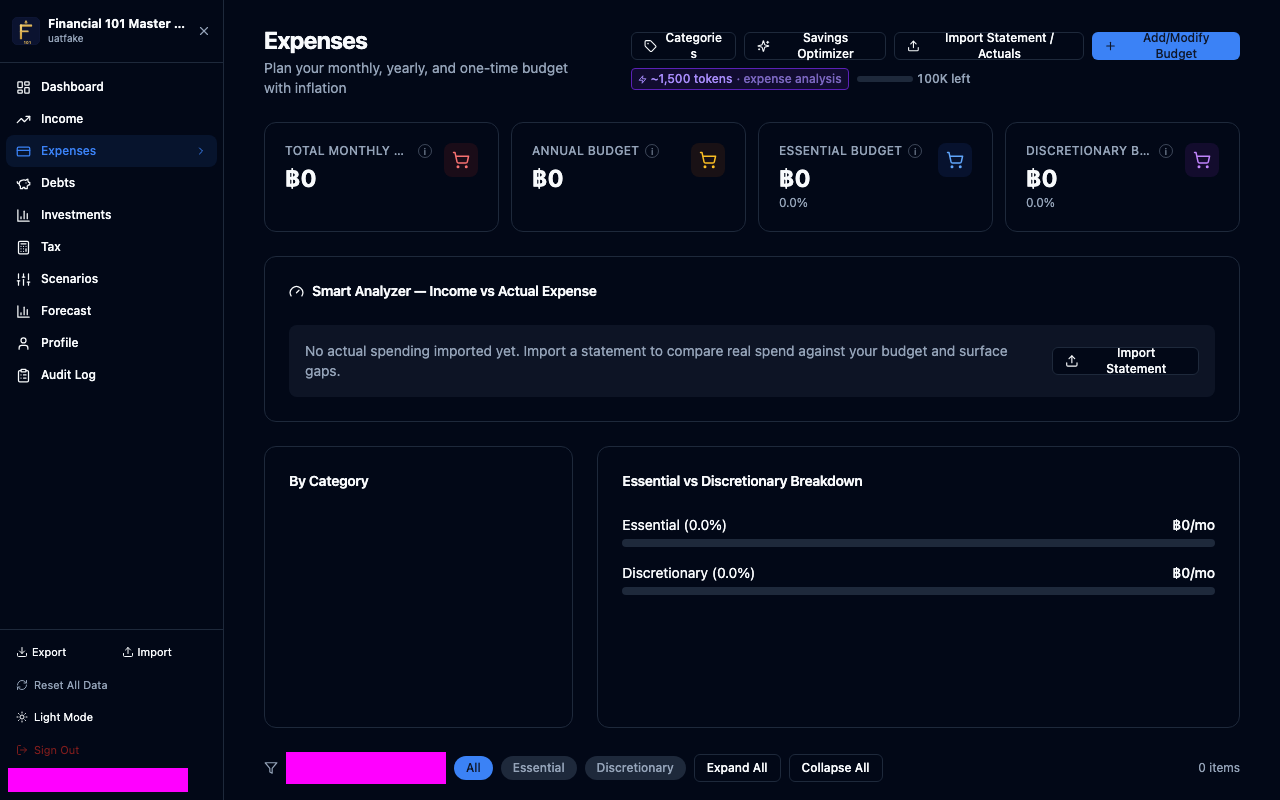 Financial 101 Master ...
uatfake
Dashboard
Income
Expenses
Debts
Investments
Tax
Scenarios
Forecast
Profile
Audit Log
Export
Import
Reset All Data
Light Mode
Sign Out
Expenses
Plan your monthly, yearly, and one-time budget
with inflation
Categorie
s
Savings
Optimizer
Import Statement /
Actuals
Add/Modify
Budget
~1,500 tokens · expense analysis
100K left
TOTAL MONTHLY ...
฿0
ANNUAL BUDGET
฿0
ESSENTIAL BUDGET
฿0
0.0%
DISCRETIONARY B...
฿0
0.0%
Smart Analyzer — Income vs Actual Expense
No actual spending imported yet. Import a statement to compare real spend against your budget and surface
gaps.
Import
Statement
By Category
Essential vs Discretionary Breakdown
Essential (0.0%)
฿0/mo
Discretionary (0.0%)
฿0/mo
All
Essential
Discretionary
Expand All
Collapse All
0 items